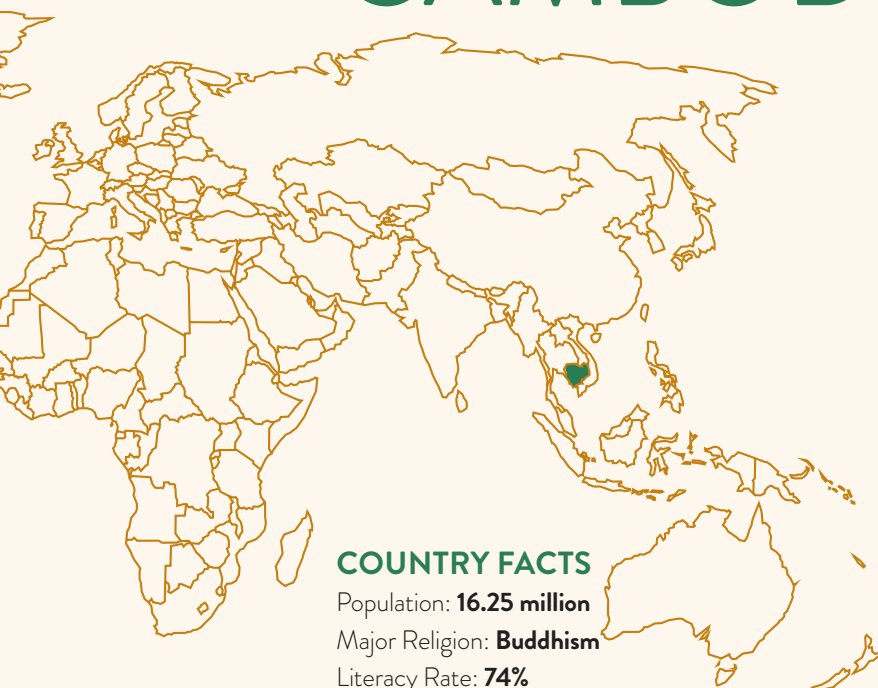 COUNTRY FACTS
Population: 16.25 million
Major Religion: Buddhism
Literacy Rate: 74%